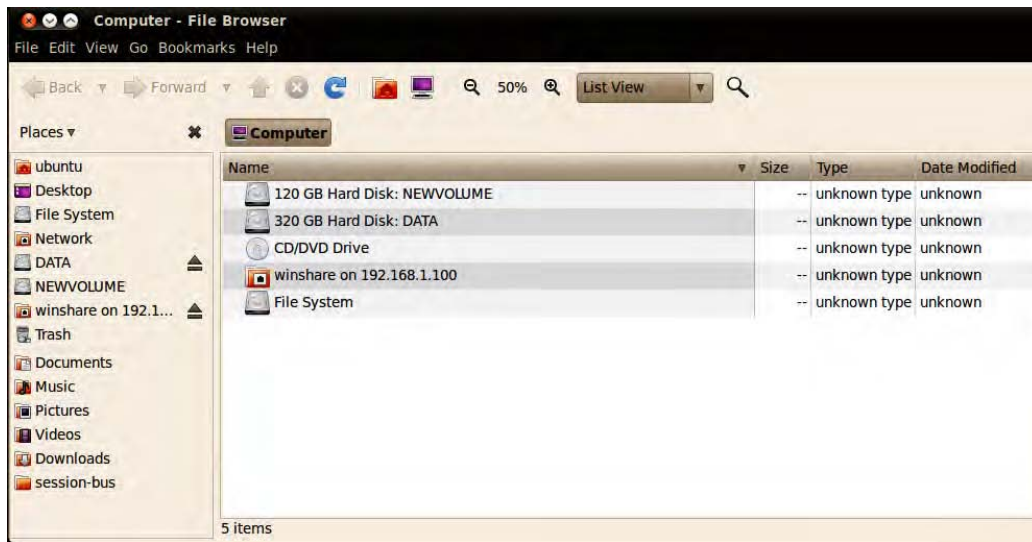 Computer - File Browser
File Edit View Go Bookmarks Help
Back Forward 50% List View
Places Computer
ubuntu
Desktop
File System
Network
DATA
NEWVOLUME
winshare on 192.1...
Trash
Documents
Music
Pictures
Videos
Downloads
session-bus
Name Size Type Date Modified
120 GB Hard Disk: NEWVOLUME -- unknown type unknown
320 GB Hard Disk: DATA -- unknown type unknown
CD/DVD Drive -- unknown type unknown
winshare on 192.168.1.100 -- unknown type unknown
File System -- unknown type unknown
5 items